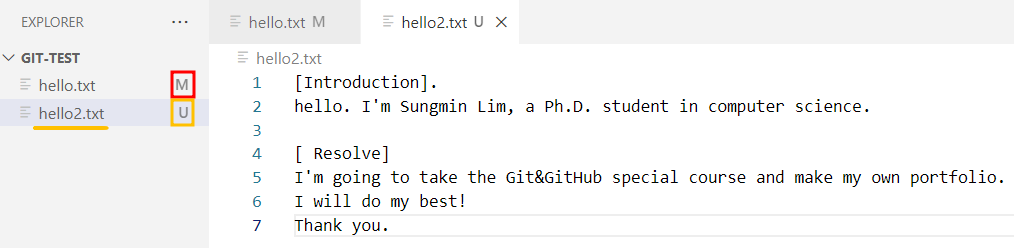 EXPLORER ...
GIT-TEST
hello.txt M
hello2.txt U
hello.txt M hello2.txt U
hello2.txt
1 [Introduction].
2 hello. I'm Sungmin Lim, a Ph.D. student in computer science.
3
4 [ Resolve]
5 I'm going to take the Git&GitHub special course and make my own portfolio.
6 I will do my best!
7 Thank you.